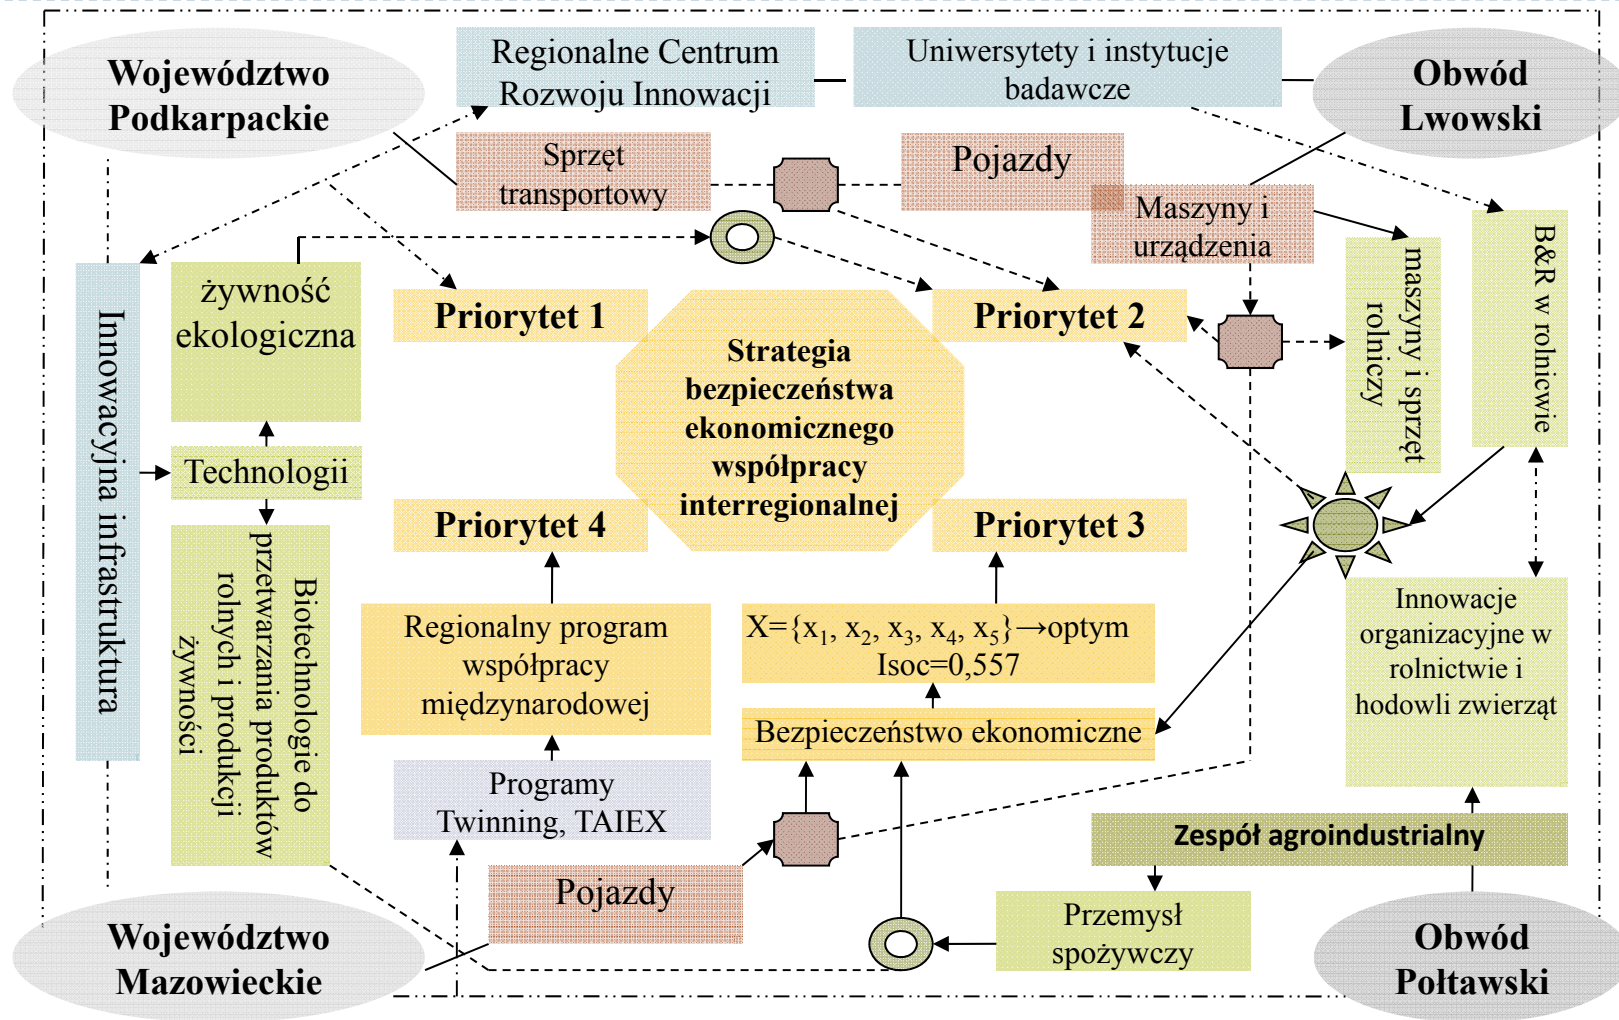 Województwo
Podkarpackie
Regionalne Centrum
Rozwoju Innowacji
Uniwersytety i instytucje
badawcze
Obwód
Lwowski
Sprzęt
transportowy
Pojazdy
Maszyny i
urządzenia
maszyny i sprzęt
rolniczy
B&R w rolnicwie
Innowacyjna infrastruktura
żywność
ekologiczna
Technologii
Biotechnologie do
przetwarzania produktów
rolnych i produkcji
żywności
Priorytet 1
Priorytet 2
Strategia
bezpieczeństwa
ekonomicznego
współpracy
interregionalnej
Priorytet 4
Priorytet 3
Regionalny program
współpracy
międzynarodowej
X={x₁, x₂, x₃, x₄, x₅}→optym
Isoc=0,557
Bezpieczeństwo ekonomiczne
Programy
Twinning, TAIEX
Innowacje
organizacyjne w
rolnictwie i
hodowli zwierząt
Zespół agroindustrialny
Pojazdy
Przemysł
spożywczy
Województwo
Mazowieckie
Obwód
Połtawski